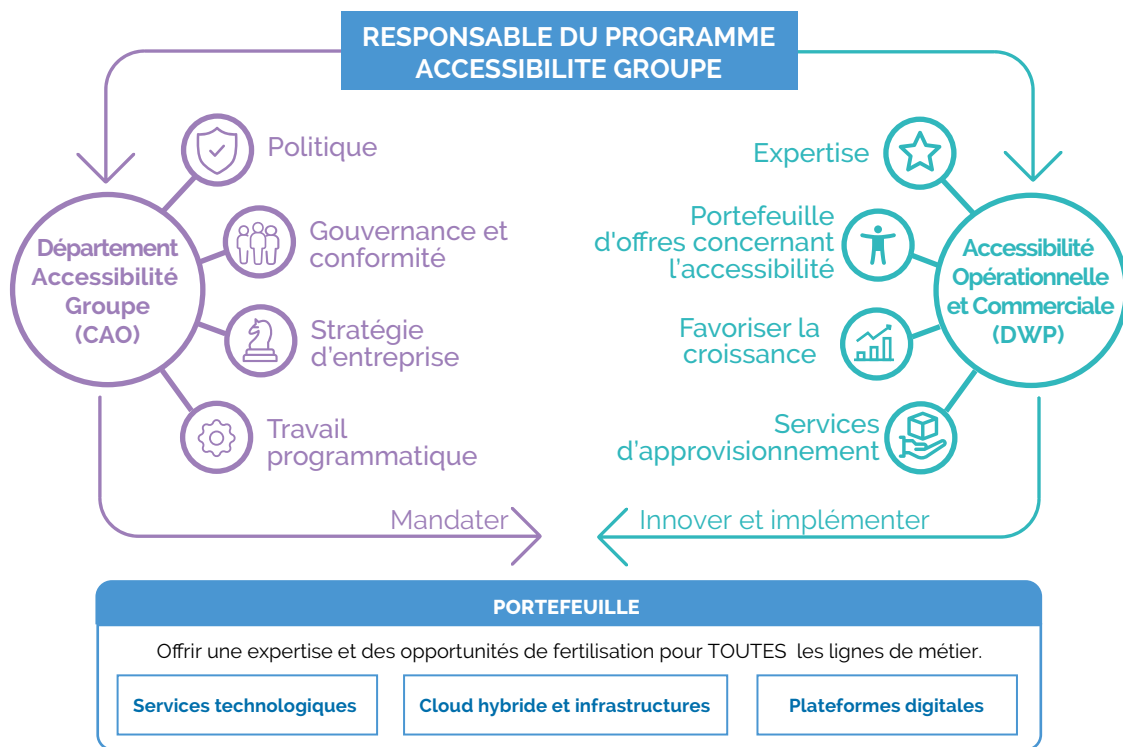 RESPONSABLE DU PROGRAMME
ACCESSIBILITE GROUPE
Département
Accessibilité
Groupe
(CAO)
Politique
Gouvernance et
conformité
Stratégie
d'entreprise
Travail
programmatique
Mandater
Expertise
Portefeuille
d'offres concernant
l'accessibilité
Favoriser la
croissance
Services
d'approvisionnement
Accessibilité
Opérationnelle
et Commerciale
(DWP)
Innover et implémenter
PORTEFEUILLE
Offrir une expertise et des opportunités de fertilisation pour TOUTES les lignes de métier.
Services technologiques
Cloud hybride et infrastructures
Plateformes digitales